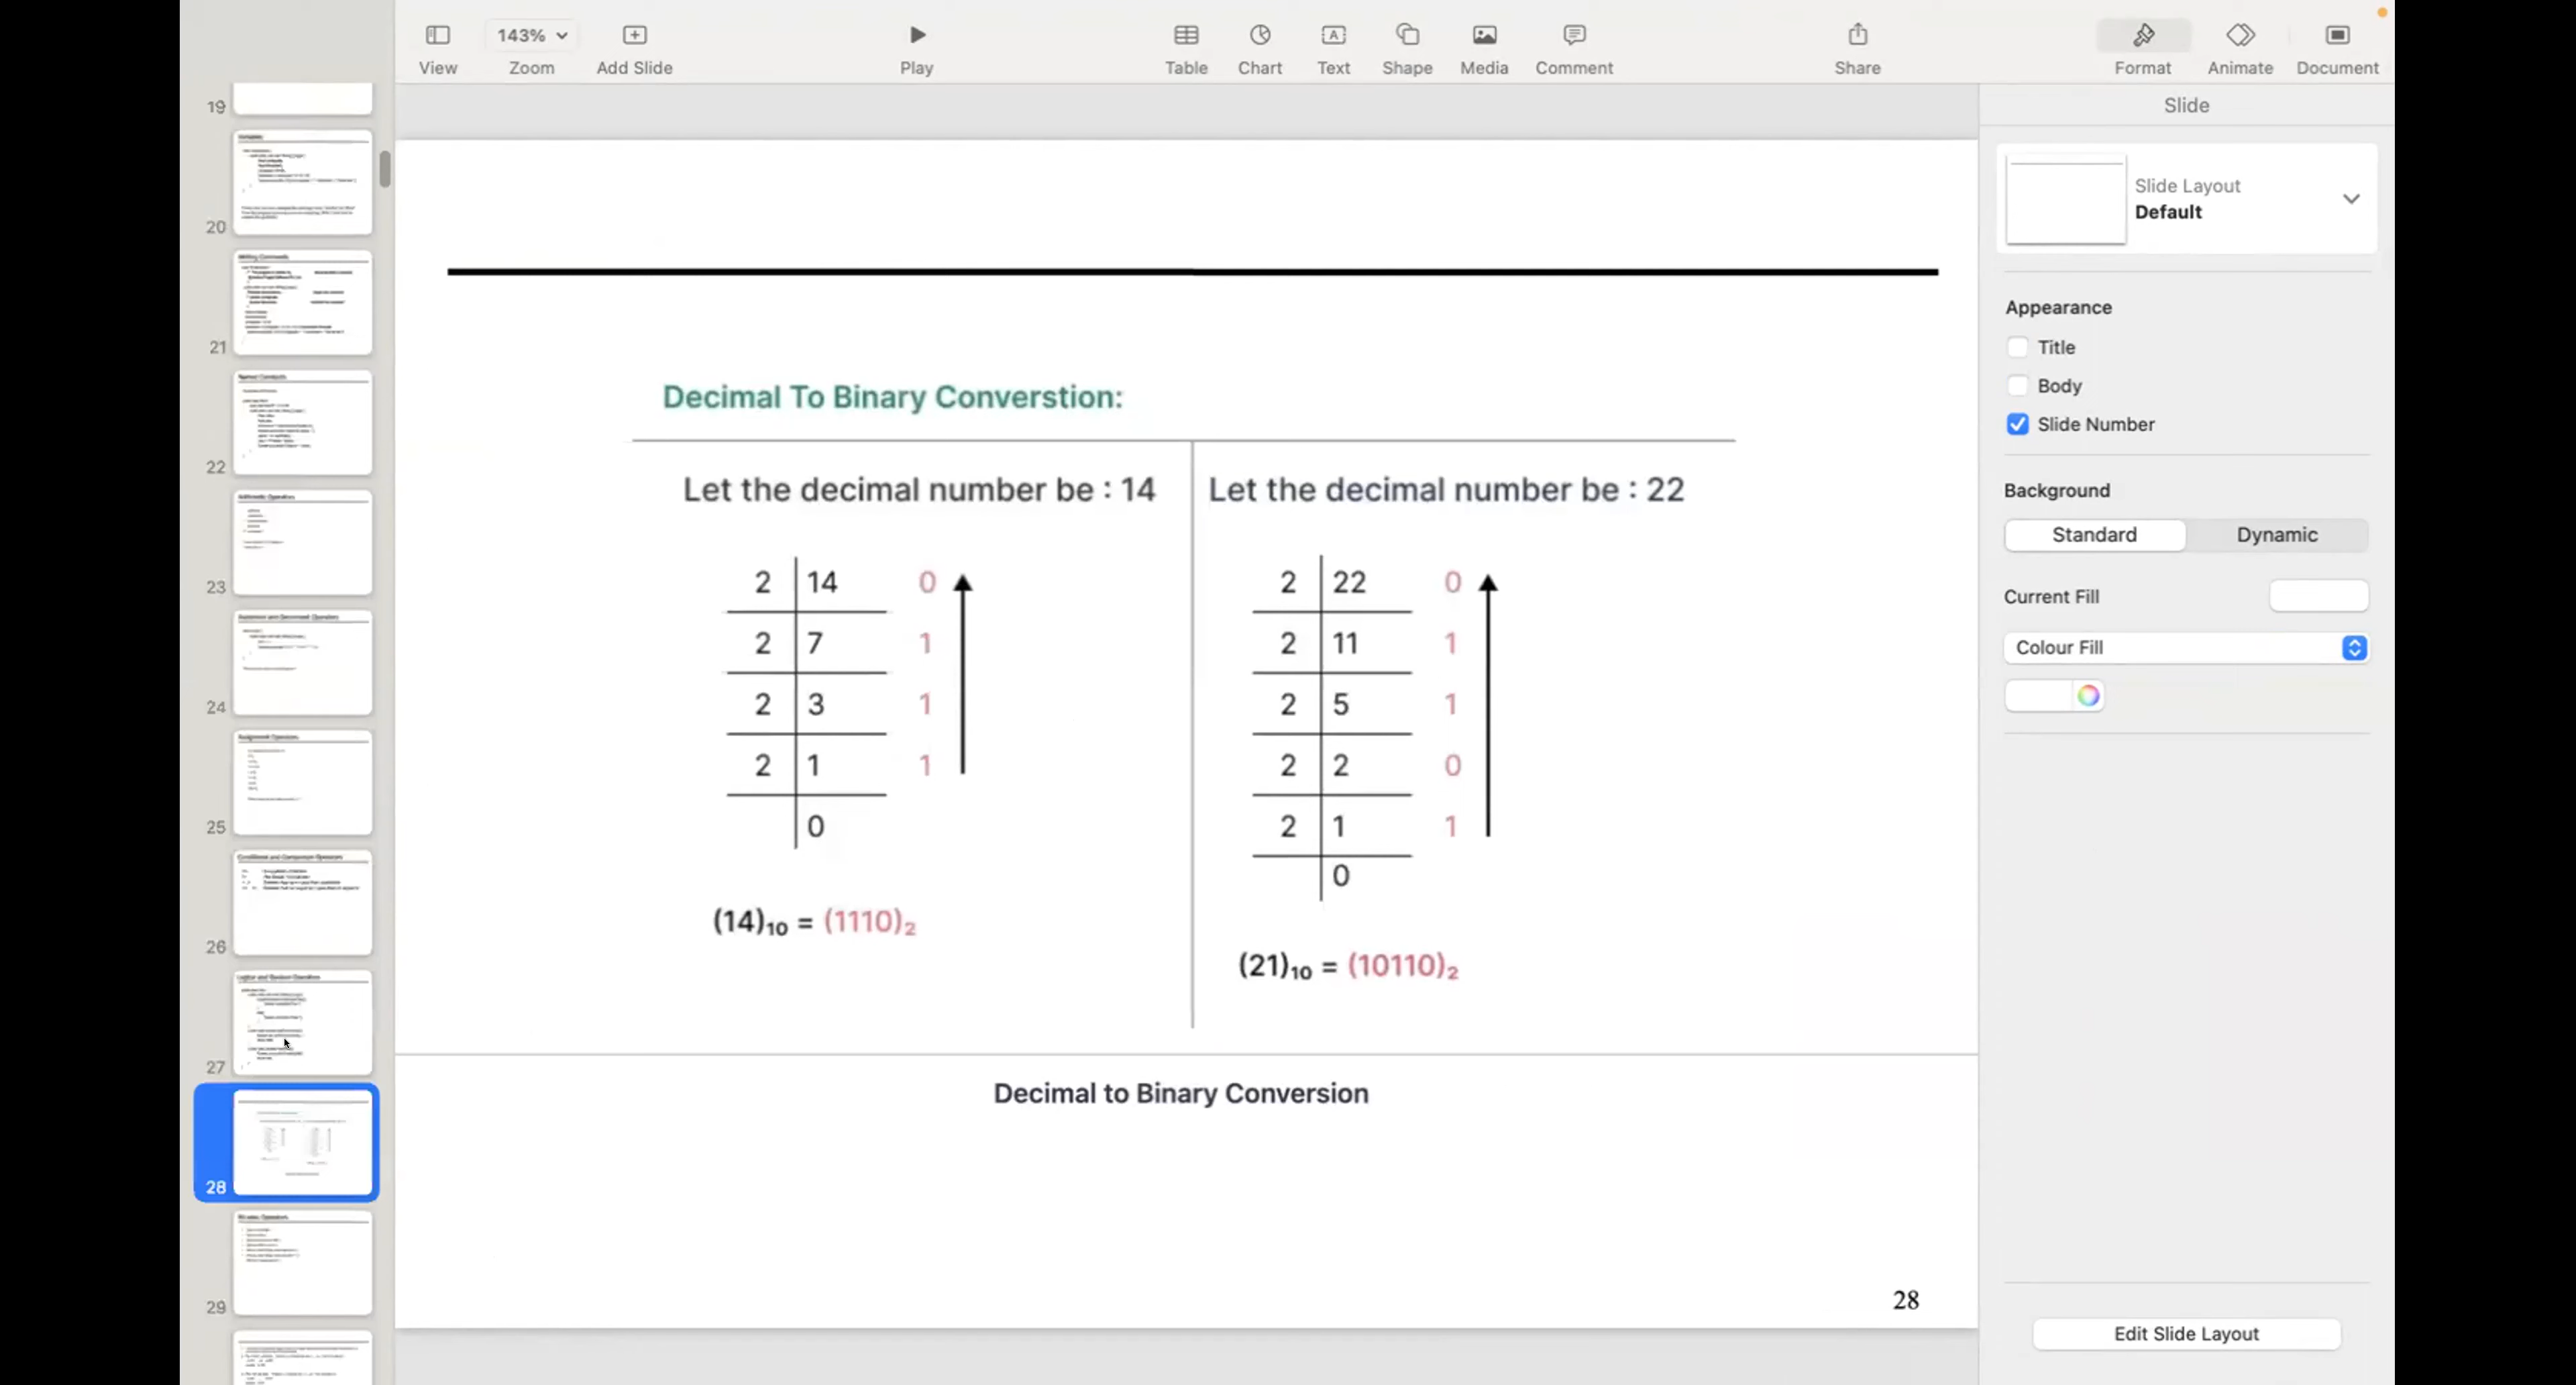 View
143%
Zoom
Add Slide
Play
Table
Chart
Text
Shape
Media
Comment
Share
Format
Animate
Document
19
20
21
22
23
24
25
26
27
28
29
Decimal To Binary Converstion:
Let the decimal number be : 14
2 14 0
2 7 1
2 3 1
2 1 1
0
(14)₁₀ = (1110)₂
Let the decimal number be : 22
2 22 0
2 11 1
2 5 1
2 2 0
2 1 1
0
(21)₁₀ = (10110)₂
Decimal to Binary Conversion
28
Slide
Slide Layout
Default
Appearance
Title
Body
Slide Number
Background
Standard
Dynamic
Current Fill
Colour Fill
Edit Slide Layout